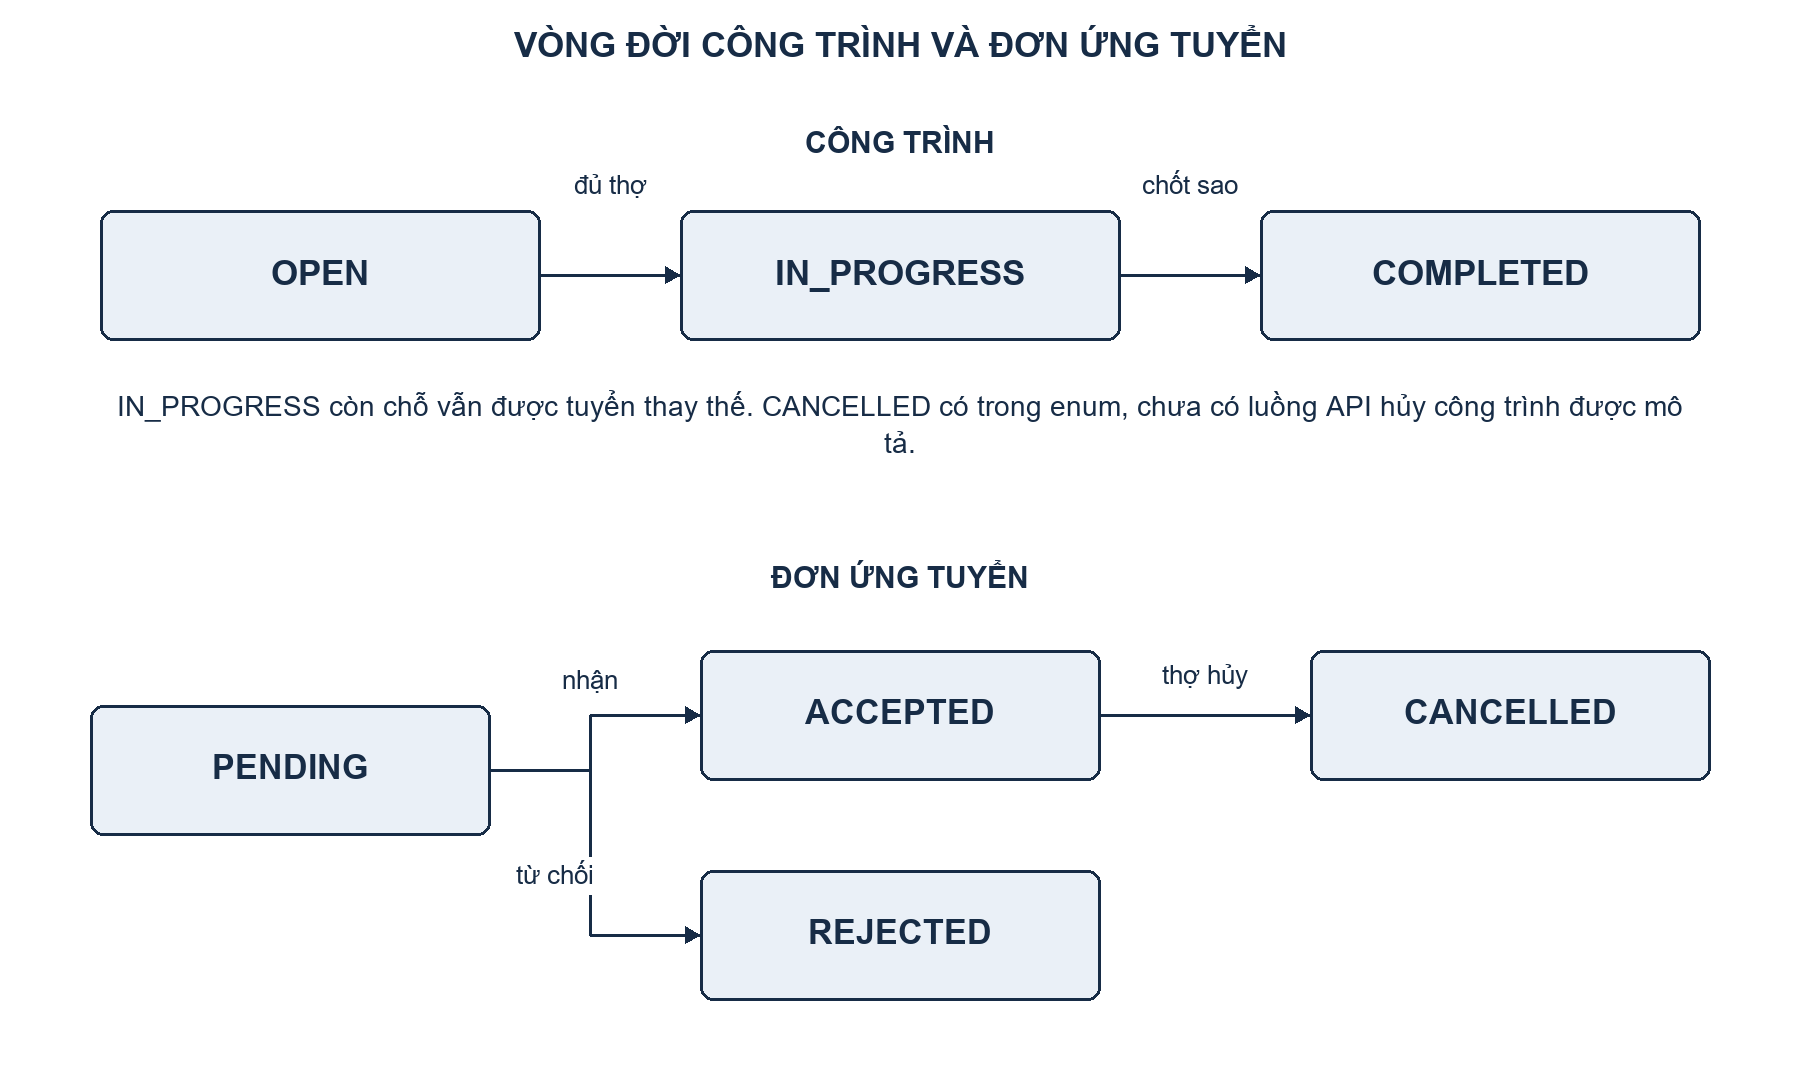 VÒNG ĐỜI CÔNG TRÌNH VÀ ĐƠN ỨNG TUYỂN
CÔNG TRÌNH
đủ thợ
chốt sao
OPEN
IN_PROGRESS
COMPLETED
IN_PROGRESS còn chỗ vẫn được tuyển thay thế. CANCELLED có trong enum, chưa có luồng API hủy công trình được mô
tả.
ĐƠN ỨNG TUYỂN
nhận
thợ hủy
ACCEPTED
CANCELLED
PENDING
từ chối
REJECTED